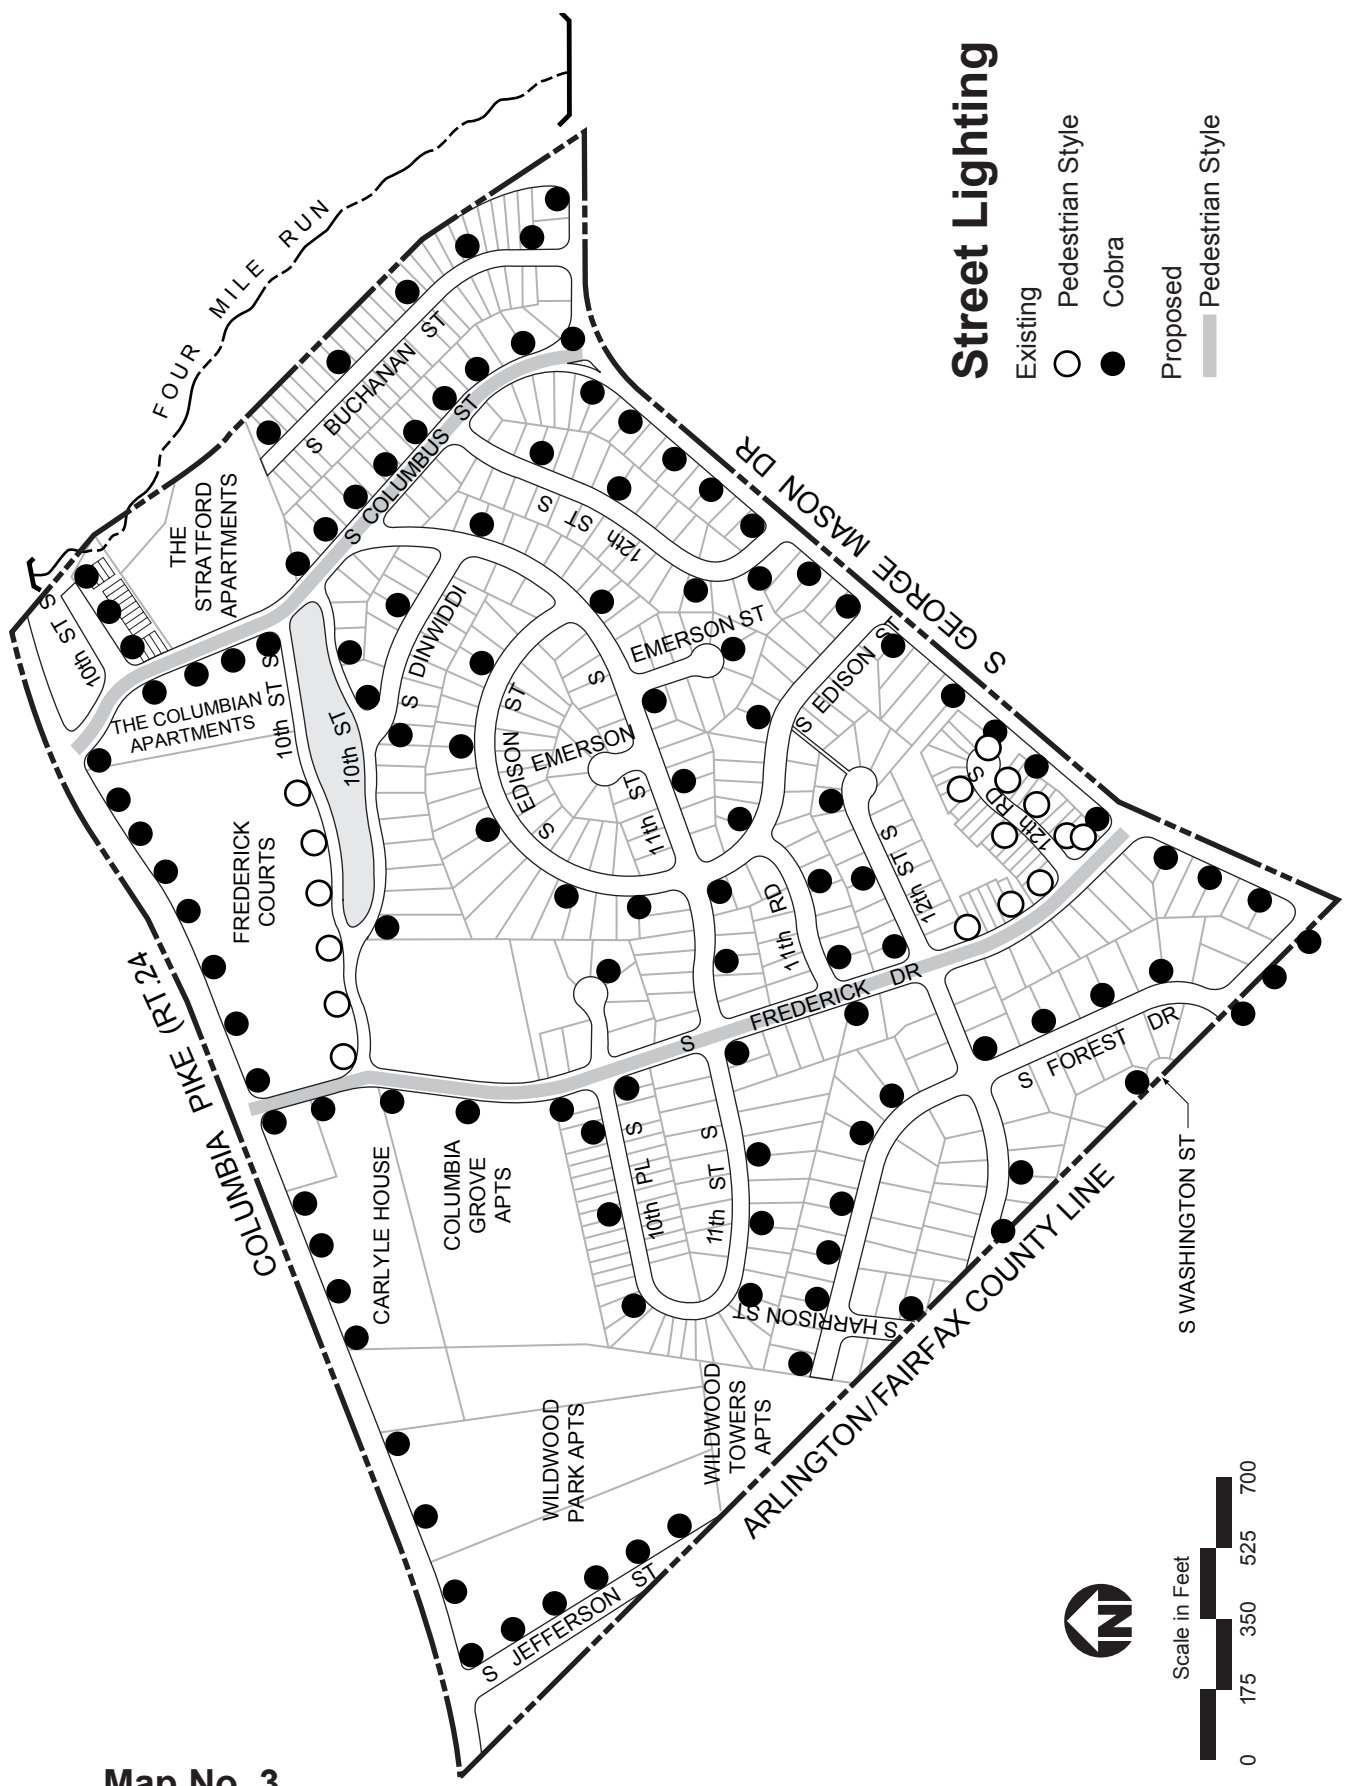 Street Lighting
Existing
Pedestrian Style
Cobra
Proposed
Pedestrian Style
FOUR MILE RUN
S BUCHANAN ST
S COLUMBUS ST
THE
STRATFORD
APARTMENTS
10th ST S
THE COLUMBIAN
APARTMENTS
10th ST S
10th ST
S DINWIDDI
S 12th ST
EMERSON ST
S
S EDISON ST
EMERSON
11th ST
S EDISON ST
S GEORGE MASON DR
FREDERICK
COURTS
COLUMBIA PIKE (RT.24
11th RD
12th ST S
12th RD S
S FREDERICK DR
S FOREST DR
CARLYLE HOUSE
COLUMBIA
GROVE
APTS
10th PL S
11th ST S
S HARRISON ST
WILDWOOD
PARK APTS
WILDWOOD
TOWERS
APTS
S JEFFERSON ST
ARLINGTON/FAIRFAX COUNTY LINE
S WASHINGTON ST
N
Scale in Feet
0 175 350 525 700
Map No. 3